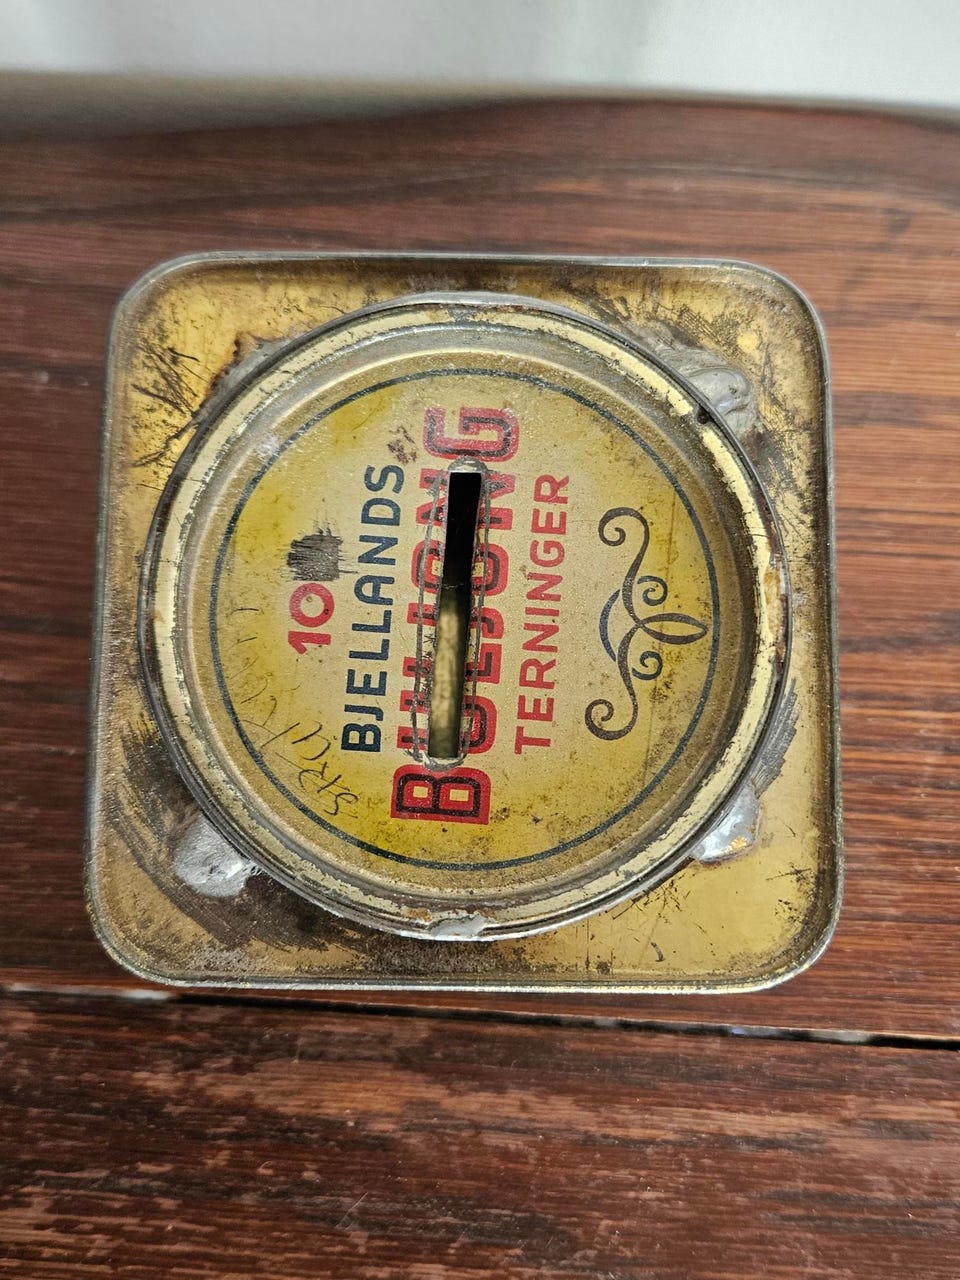 10
BJELLANDS
BULJONG
TERNINGER